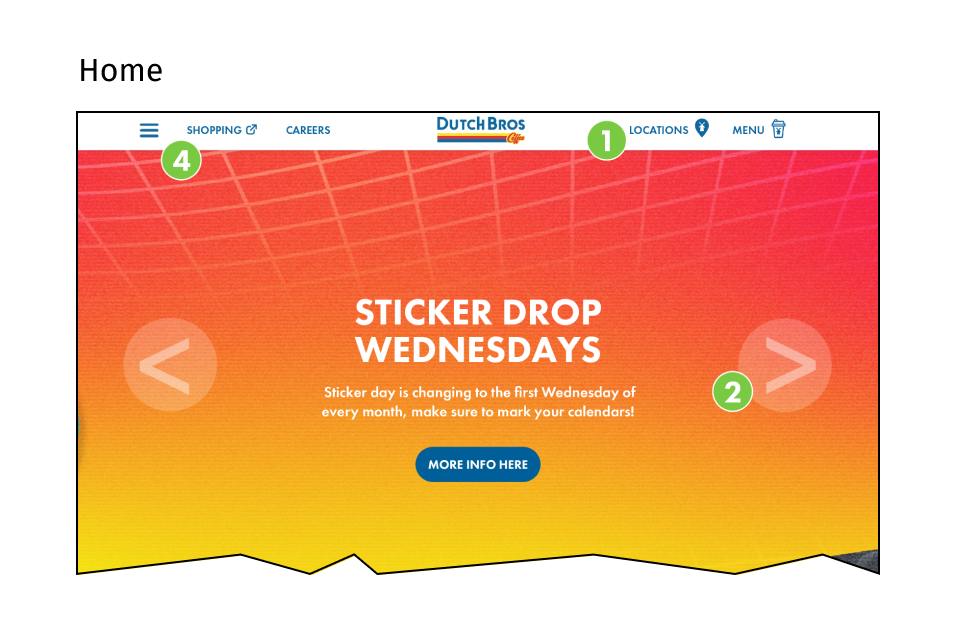 Home
SHOPPING CAREERS DUTCH BROS Coffee LOCATIONS MENU
4 1
STICKER DROP
WEDNESDAYS
< >
2
Sticker day is changing to the first Wednesday of
every month, make sure to mark your calendars!
MORE INFO HERE